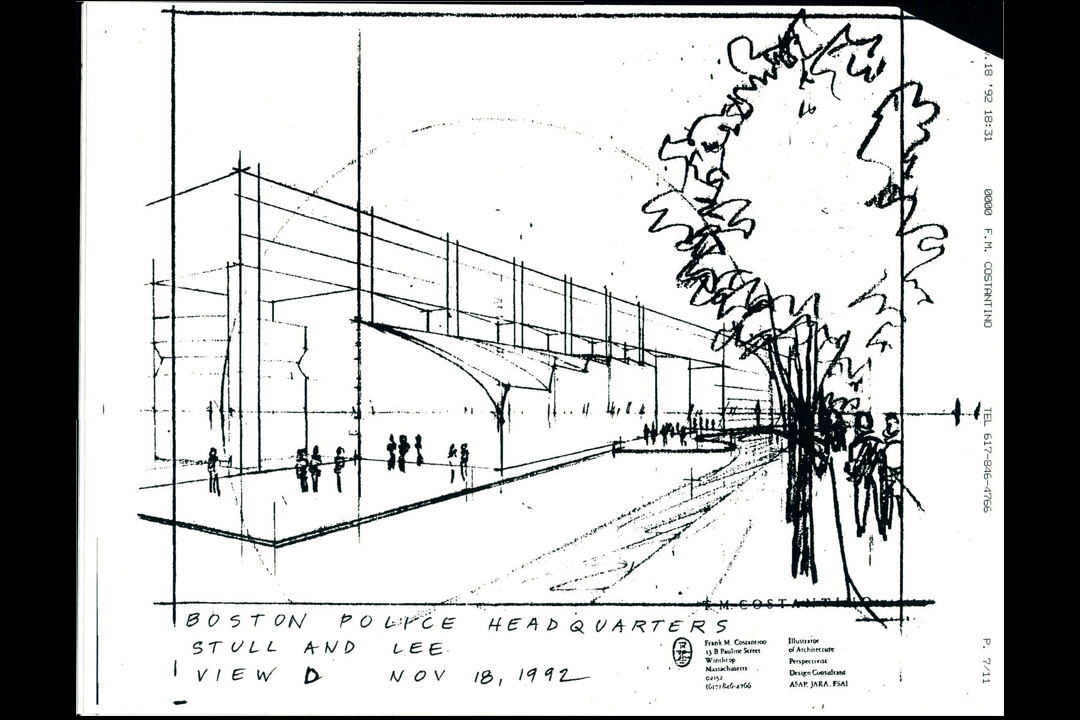 BOSTON POLICE HEADQUARTERS
STULL AND LEE
VIEW D NOV 18, 1992
F M COSTANTINO
Frank M. Costantino
13 B Pauline Street
Winthrop
Massachusetts
02152
(617) 846-4766
Illustrator
of Architecture
Perspectivist
Design Consultant
ASAP, JARA, FSAI
.18 '92 18:31 0000 F.M. COSTANTINO TEL 617-846-4766 P. 7/11